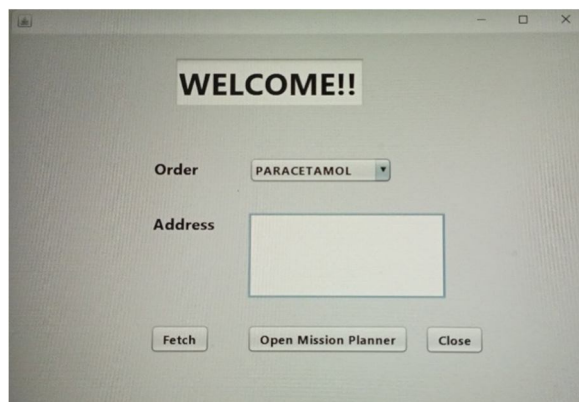 WELCOME!!
Order PARACETAMOL
Address
Fetch Open Mission Planner Close